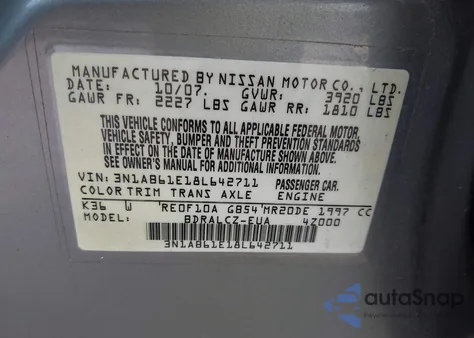 MANUFACTURED BY NISSAN MOTOR CO., LTD.
DATE: 10/07. GVWR: 3920 LBS
GAWR FR: 2227 LBS GAWR RR: 1810 LBS
THIS VEHICLE CONFORMS TO ALL APPLICABLE FEDERAL MOTOR
VEHICLE SAFETY, BUMPER AND THEFT PREVENTION STANDARDS
IN EFFECT ON THE DATE OF MANUFACTURE SHOWN ABOVE.
SEE OWNER'S MANUAL FOR ADDITIONAL INFORMATION.
VIN: 3N1AB61E18L642711 PASSENGER CAR.
COLOR TRIM TRANS AXLE ENGINE
K36 W RE0F10A GB54 MR20DE 1997 CC
BDRALCZ-EUA 4Z000
3N1AB61E18L642711
autoSnap